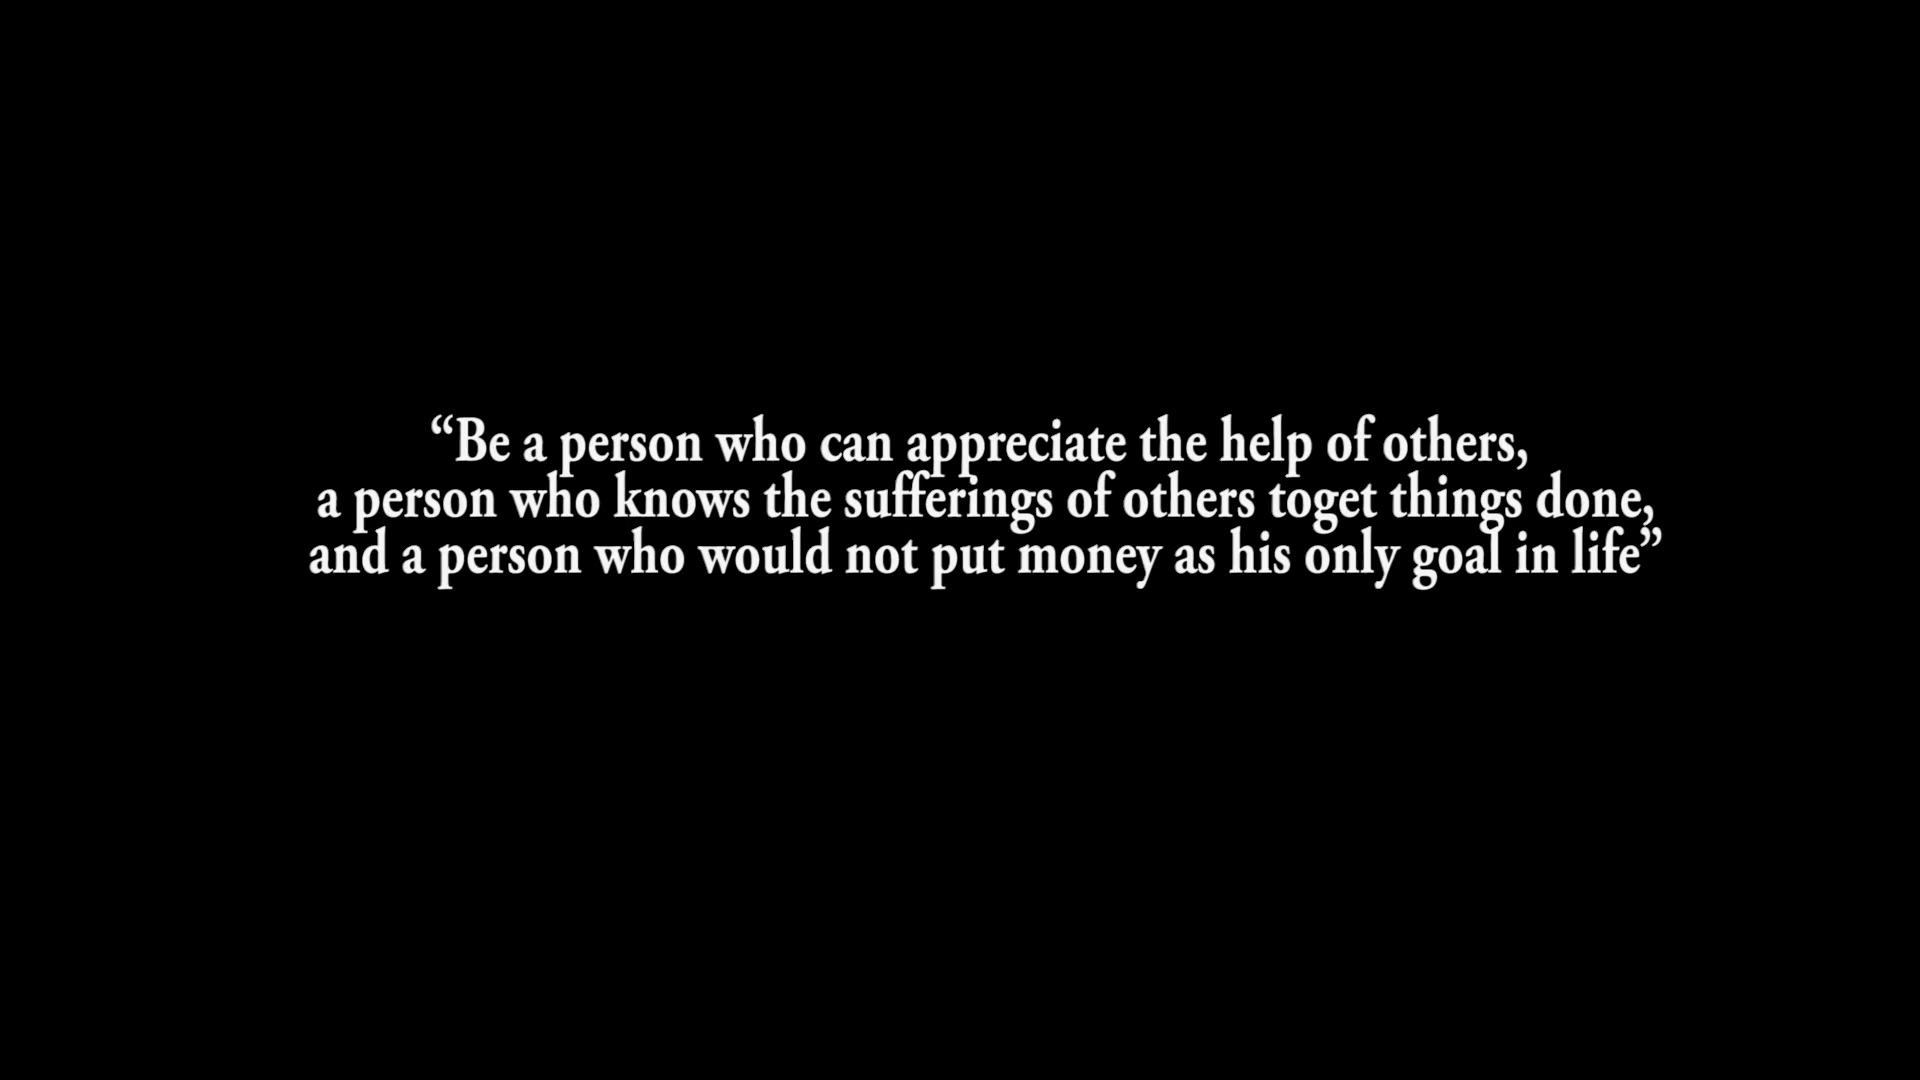 “Be a person who can appreciate the help of others,
a person who knows the sufferings of others toget things done,
and a person who would not put money as his only goal in life”